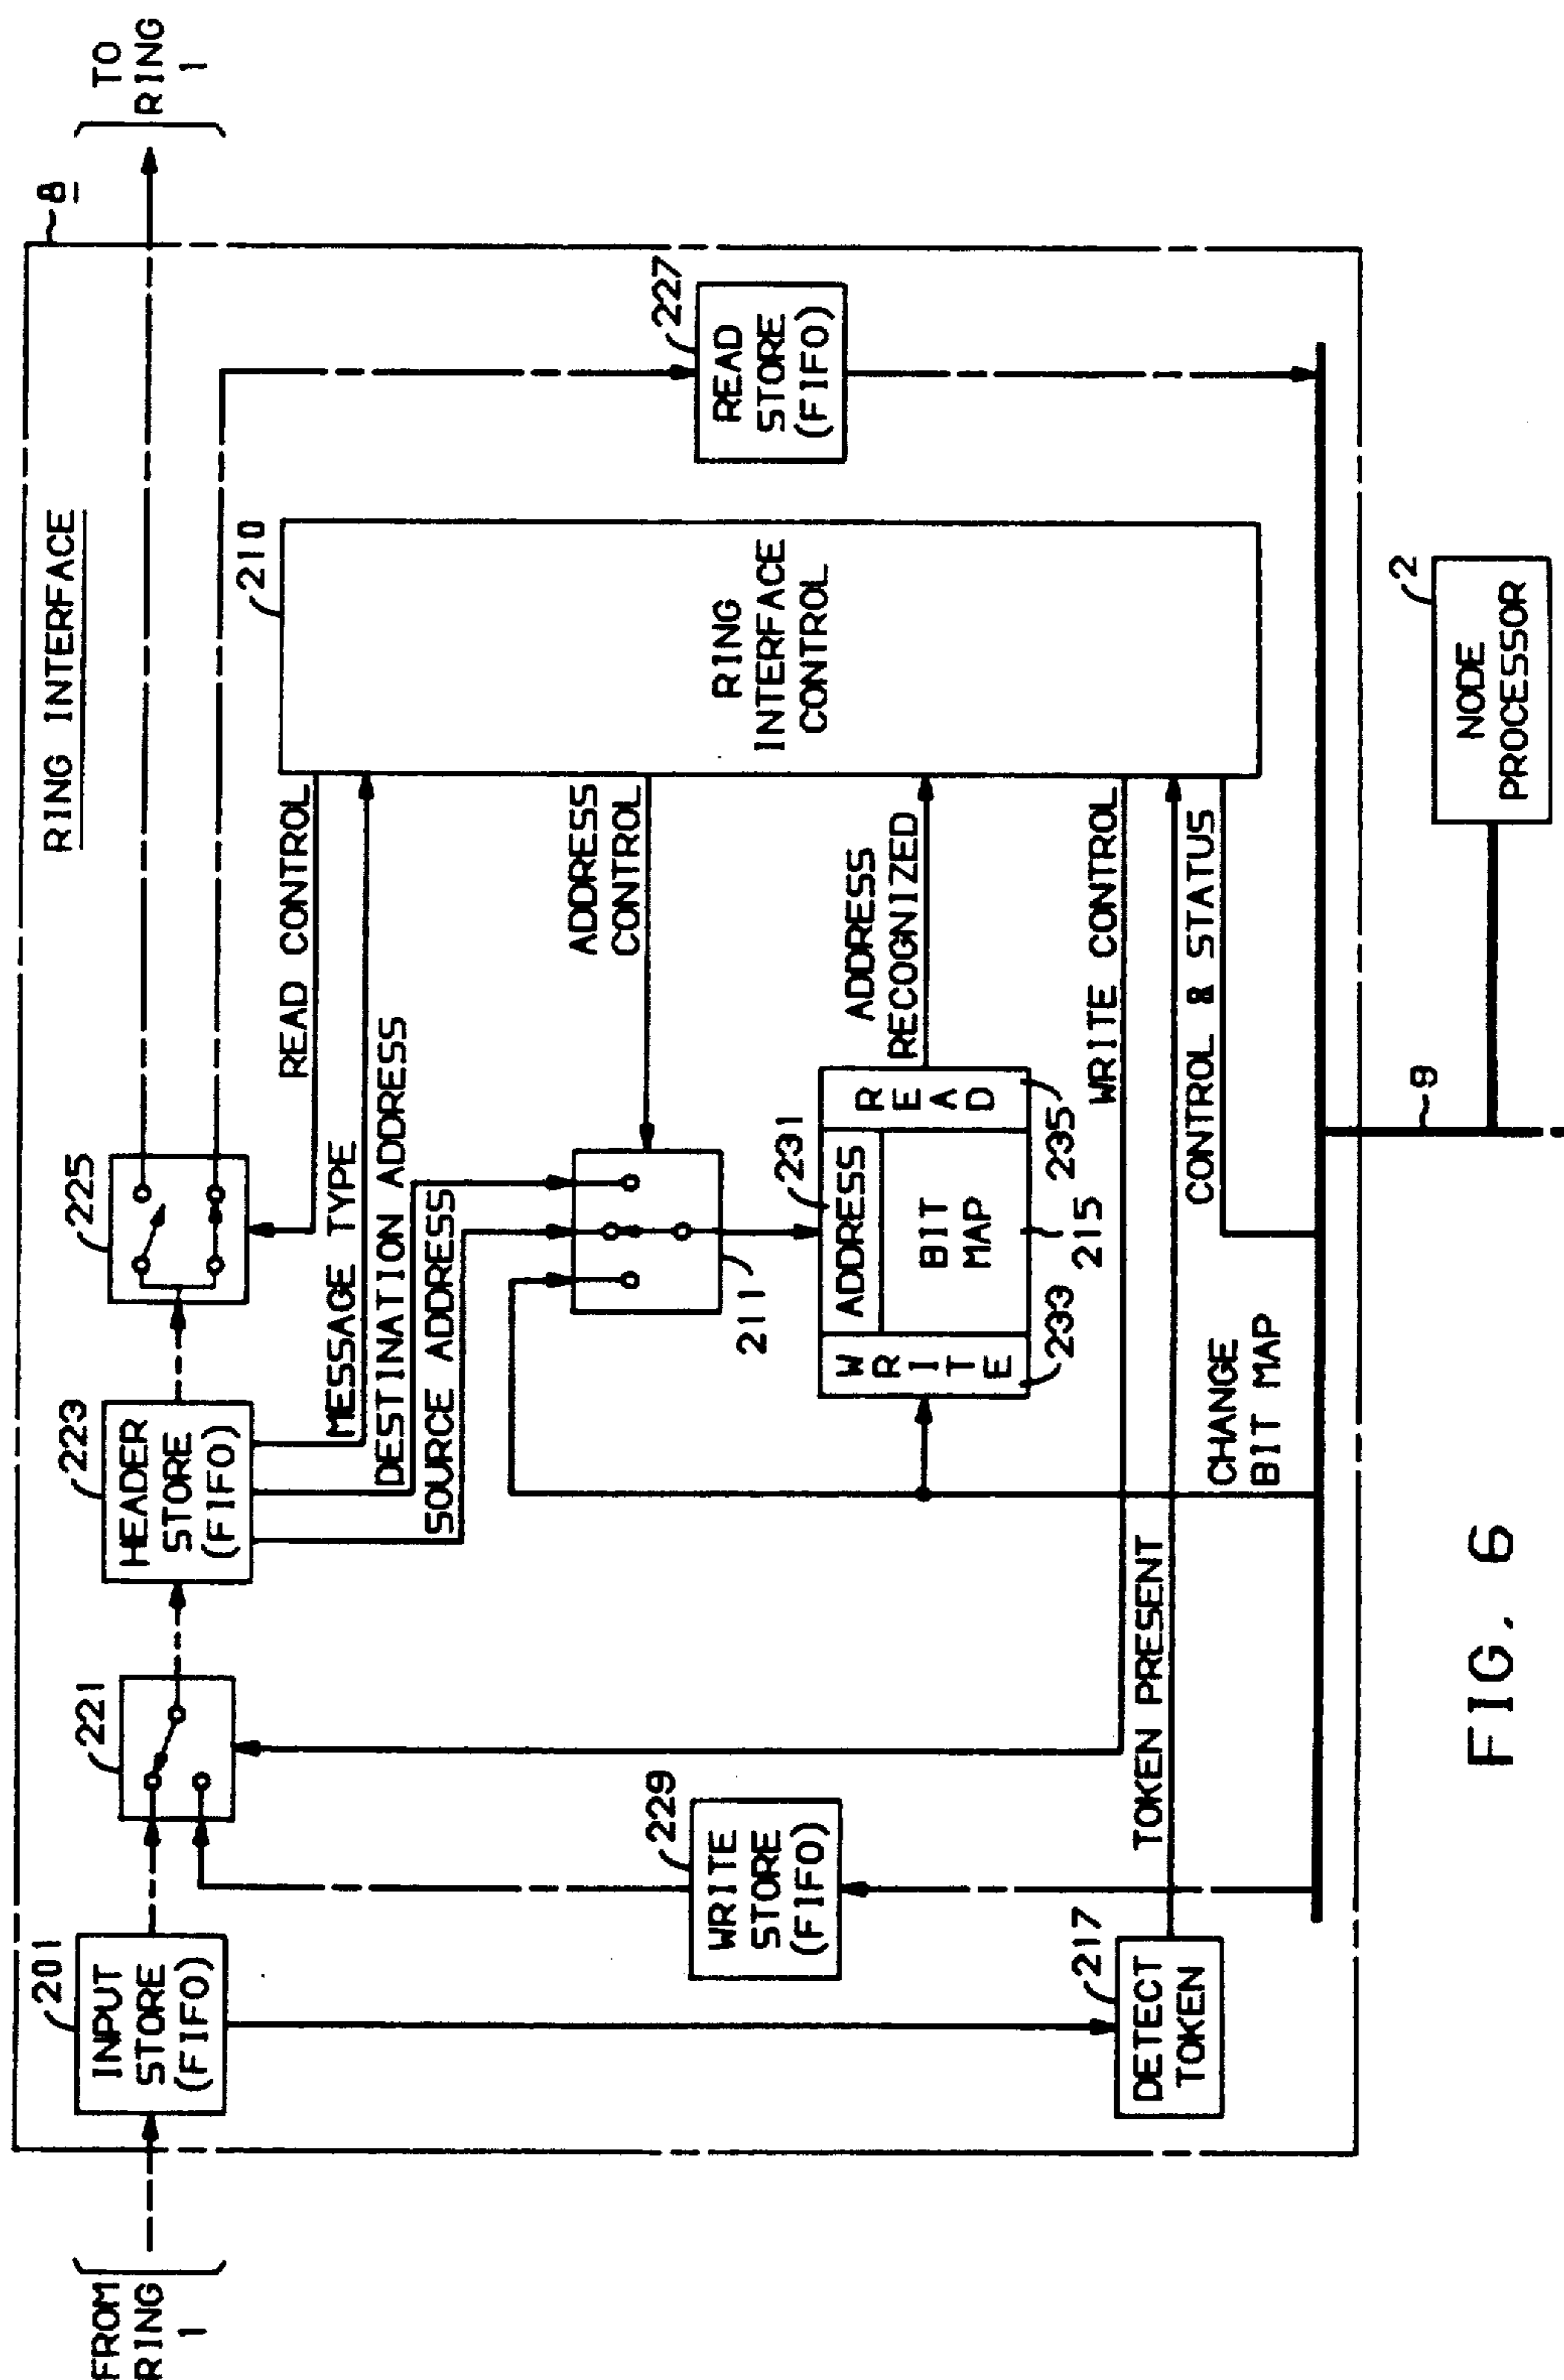 RING INTERFACE
8
FROM
RING
1
TO
RING
1
201
INPUT
STORE
(FIFO)
221
223
HEADER
STORE
(FIFO)
225
READ CONTROL
MESSAGE TYPE
DESTINATION ADDRESS
SOURCE ADDRESS
210
RING
INTERFACE
CONTROL
227
READ
STORE
(FIFO)
229
WRITE
STORE
(FIFO)
211
ADDRESS
CONTROL
231
ADDRESS
WRITE
BIT
MAP
READ
233
215
235
ADDRESS
RECOGNIZED
WRITE CONTROL
217
DETECT
TOKEN
TOKEN PRESENT
CONTROL & STATUS
CHANGE
BIT MAP
9
2
NODE
PROCESSOR
FIG. 6